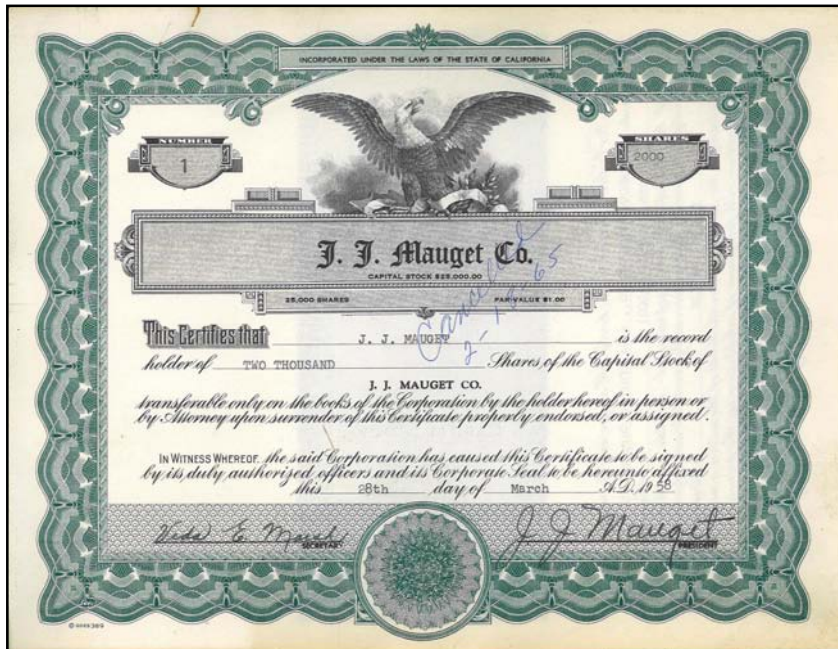 INCORPORATED UNDER THE LAWS OF THE STATE OF CALIFORNIA
NUMBER
1
SHARES
2000
J. J. Mauget Co.
CAPITAL STOCK $25,000.00
25,000 SHARES PAR VALUE $1.00
Cancelled
This Certifies that J. J. MAUGET is the record
holder of TWO THOUSAND Shares of the Capital Stock of
J. J. MAUGET CO.
transferable only on the books of the Corporation by the holder hereof in person or
by Attorney upon surrender of this Certificate properly endorsed, or assigned.
IN WITNESS WHEREOF, the said Corporation has caused this Certificate to be signed
by its duly authorized officers and its Corporate Seal to be hereunto affixed
this 28th day of March A.D. 1958
Veda E. J J Mauget
SECRETARY PRESIDENT